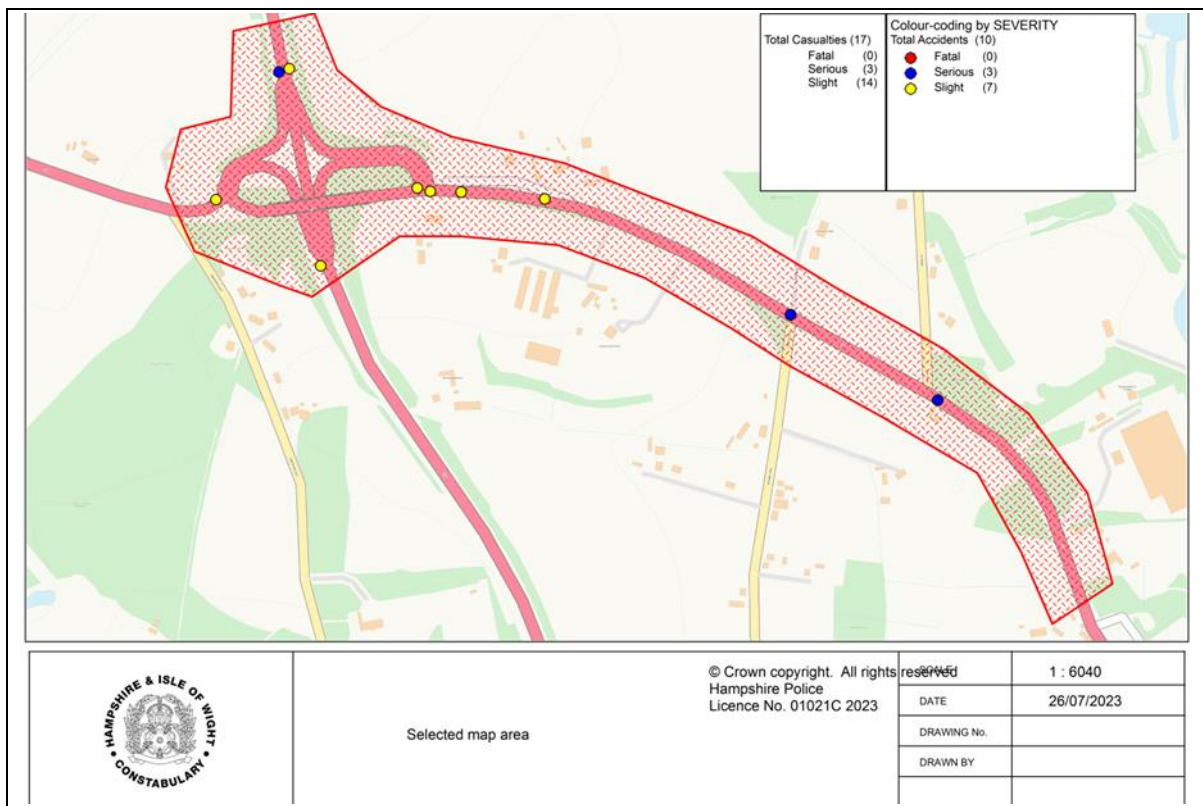 Total Casualties (17)
Fatal (0)
Serious (3)
Slight (14)
Colour-coding by SEVERITY
Total Accidents (10)
Fatal (0)
Serious (3)
Slight (7)
HAMPSHIRE & ISLE OF WIGHT
CONSTABULARY
Selected map area
© Crown copyright. All rights reserved
Hampshire Police
Licence No. 01021C 2023
SCALE 1 : 6040
DATE 26/07/2023
DRAWING No.
DRAWN BY